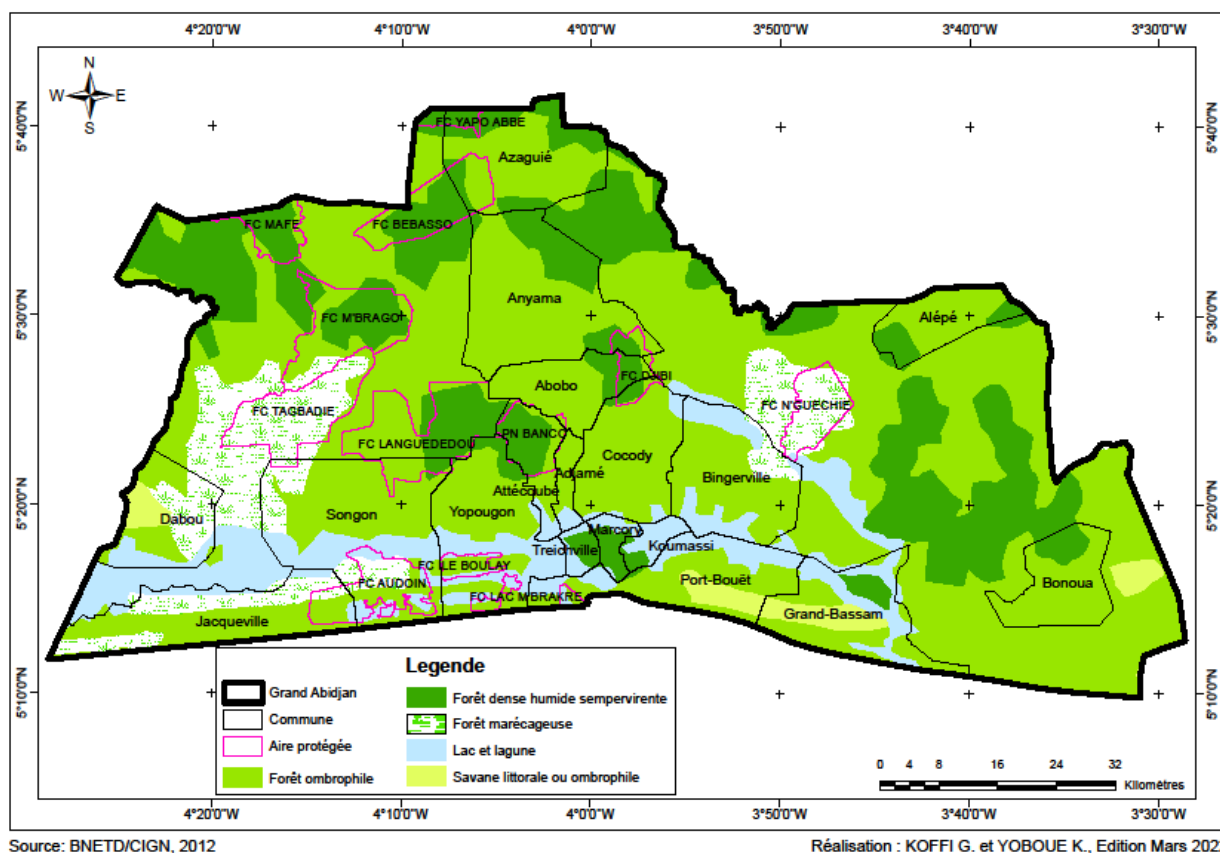 4°20'0"W 4°10'0"W 4°0'0"W 3°50'0"W 3°40'0"W 3°30'0"W
N
W E
S
5°40'0"N 5°40'0"N
FC YAPO ABBE
Azaguié
FC MAFE FC BEBASSO
Anyama
5°30'0"N FC M'BRAGO Alépé 5°30'0"N
Abobo FC DJIBI
FC TAGBADIE FC N'GUECHIE
FC LANGUEDEDOU PN BANCO
Cocody
Adjamé Bingerville
Attécoubé
5°20'0"N Dabou Songon Yopougon 5°20'0"N
Marcory
Treichville Koumassi
FC ILE BOULAY
FC AUDOIN Port-Bouët Bonoua
FC LAC M'BRAKRE
Jacqueville Grand-Bassam
5°10'0"N 5°10'0"N
Legende
Grand Abidjan
Commune
Aire protégée
Forêt ombrophile
Forêt dense humide sempervirente
Forêt marécageuse
Lac et lagune
Savane littorale ou ombrophile
0 4 8 16 24 32
Kilomètres
4°20'0"W 4°10'0"W 4°0'0"W 3°50'0"W 3°40'0"W 3°30'0"W
Source: BNETD/CIGN, 2012 Réalisation : KOFFI G. et YOBOUE K., Edition Mars 202